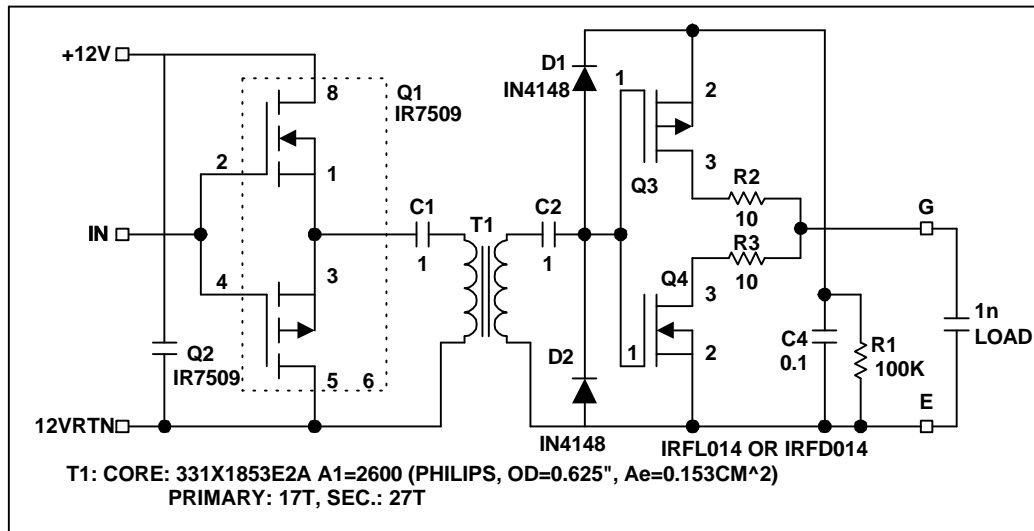 +12V
Q1
IR7509
8
2
1
IN
4
3
Q2
IR7509
5
6
12VRTN
C1
1
T1
C2
1
D1
IN4148
1
2
3
Q3
R2
10
R3
10
Q4
3
1
2
D2
IN4148
G
1n
LOAD
C4
0.1
R1
100K
E
IRFL014 OR IRFD014
T1: CORE: 331X1853E2A A1=2600 (PHILIPS, OD=0.625", Ae=0.153CM^2)
PRIMARY: 17T, SEC.: 27T